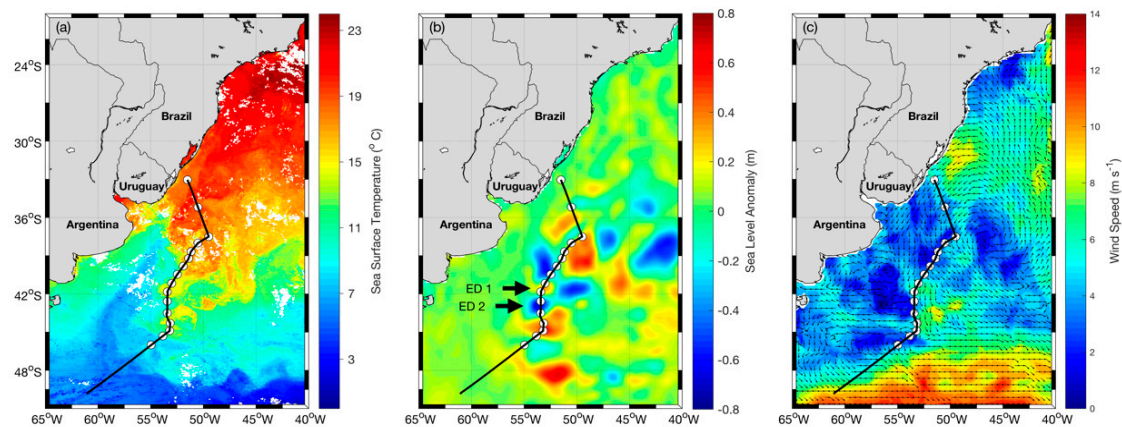 (a)
Brazil
Uruguay
Argentina
24°S
30°S
36°S
42°S
48°S
65°W 60°W 55°W 50°W 45°W 40°W
23
19
15
11
7
3
Sea Surface Temperature (° C)
(b)
Brazil
Uruguay
Argentina
ED 1
ED 2
65°W 60°W 55°W 50°W 45°W 40°W
0.8
0.6
0.4
0.2
0
-0.2
-0.4
-0.6
-0.8
Sea Level Anomaly (m)
(c)
Brazil
Uruguay
Argentina
65°W 60°W 55°W 50°W 45°W 40°W
14
12
10
8
6
4
2
0
Wind Speed (m s⁻¹)